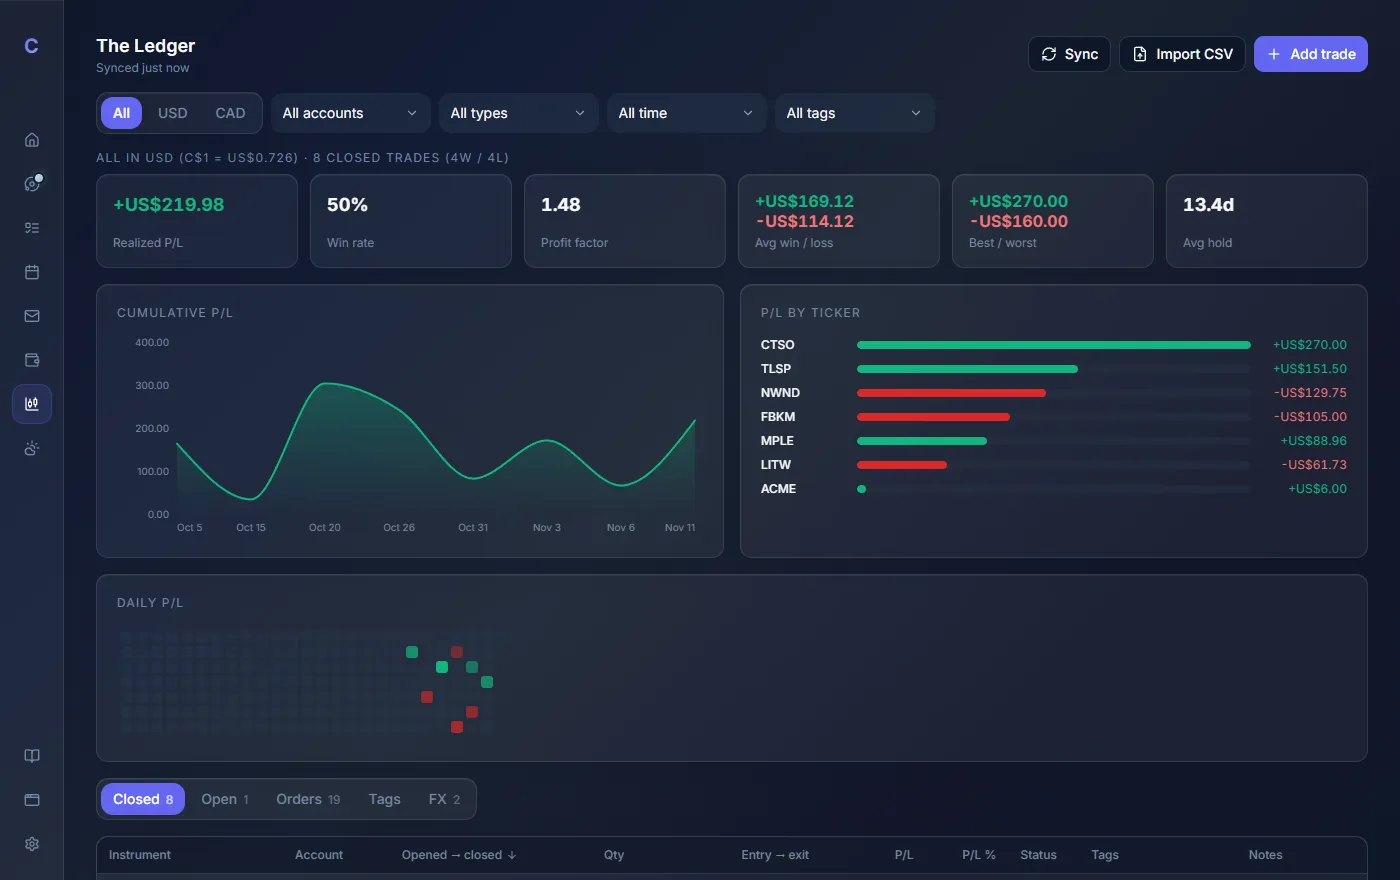 C
The Ledger
Synced just now
Sync
Import CSV
Add trade
All USD CAD
All accounts
All types
All time
All tags
ALL IN USD (C$1 = US$0.726) · 8 CLOSED TRADES (4W / 4L)
+US$219.98
Realized P/L
50%
Win rate
1.48
Profit factor
+US$169.12
-US$114.12
Avg win / loss
+US$270.00
-US$160.00
Best / worst
13.4d
Avg hold
CUMULATIVE P/L
400.00
300.00
200.00
100.00
0.00
Oct 5 Oct 15 Oct 20 Oct 26 Oct 31 Nov 3 Nov 6 Nov 11
P/L BY TICKER
CTSO +US$270.00
TLSP +US$151.50
NWND -US$129.75
FBKM -US$105.00
MPLE +US$88.96
LITW -US$61.73
ACME +US$6.00
DAILY P/L
Closed 8 Open 1 Orders 19 Tags FX 2
Instrument Account Opened → closed ↓ Qty Entry → exit P/L P/L % Status Tags Notes